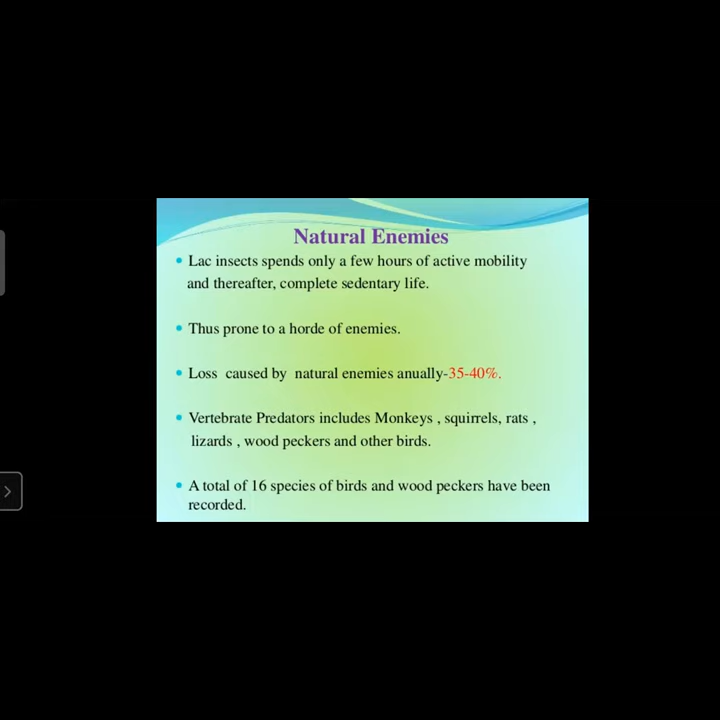 Natural Enemies
• Lac insects spends only a few hours of active mobility
and thereafter, complete sedentary life.
• Thus prone to a horde of enemies.
• Loss caused by natural enemies anually-35-40%.
• Vertebrate Predators includes Monkeys , squirrels, rats ,
lizards , wood peckers and other birds.
• A total of 16 species of birds and wood peckers have been
recorded.